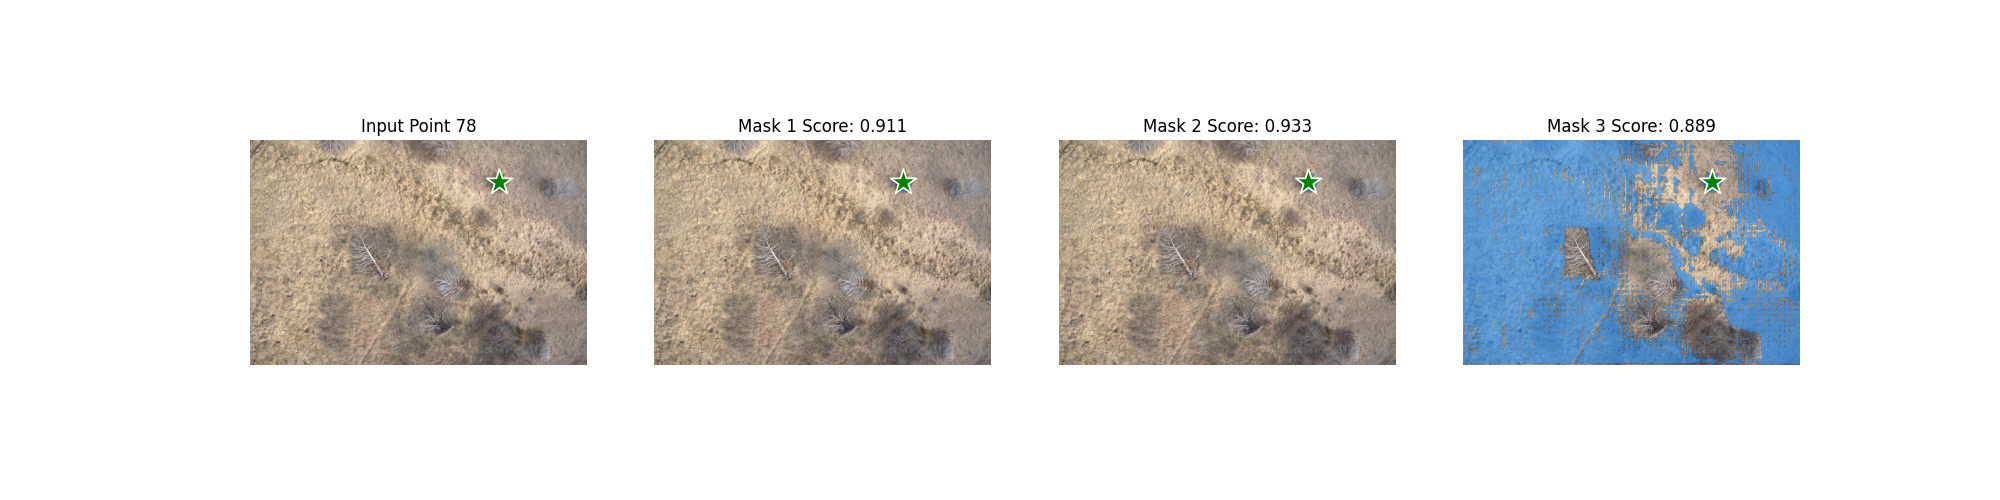 Input Point 78
Mask 1 Score: 0.911
Mask 2 Score: 0.933
Mask 3 Score: 0.889